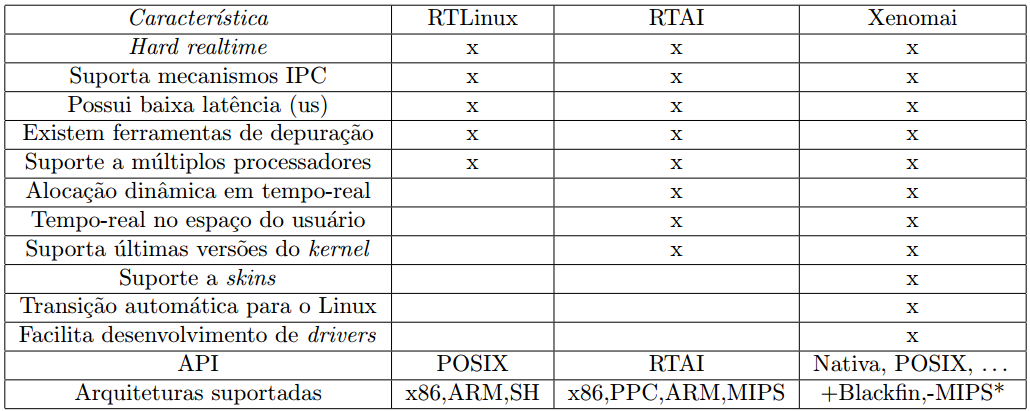 Característica RTLinux RTAI Xenomai
Hard realtime x x x
Suporta mecanismos IPC x x x
Possui baixa latência (us) x x x
Existem ferramentas de depuração x x x
Suporte a múltiplos processadores x x x
Alocação dinâmica em tempo-real x x
Tempo-real no espaço do usuário x x
Suporta últimas versões do kernel x x
Suporte a skins x
Transição automática para o Linux x
Facilita desenvolvimento de drivers x
API POSIX RTAI Nativa, POSIX, ...
Arquiteturas suportadas x86,ARM,SH x86,PPC,ARM,MIPS +Blackfin,-MIPS*